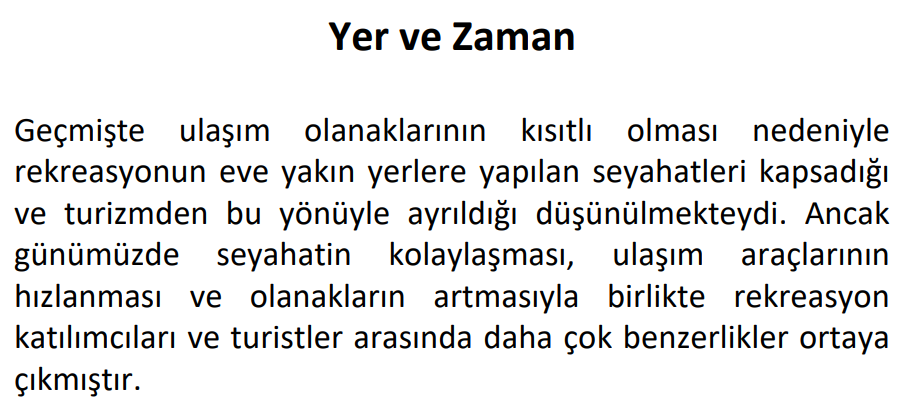 Yer ve Zaman
Geçmişte ulaşım olanaklarının kısıtlı olması nedeniyle
rekreasyonun eve yakın yerlere yapılan seyahatleri kapsadığı
ve turizmden bu yönüyle ayrıldığı düşünülmekteydi. Ancak
günümüzde seyahatin kolaylaşması, ulaşım araçlarının
hızlanması ve olanakların artmasıyla birlikte rekreasyon
katılımcıları ve turistler arasında daha çok benzerlikler ortaya
çıkmıştır.